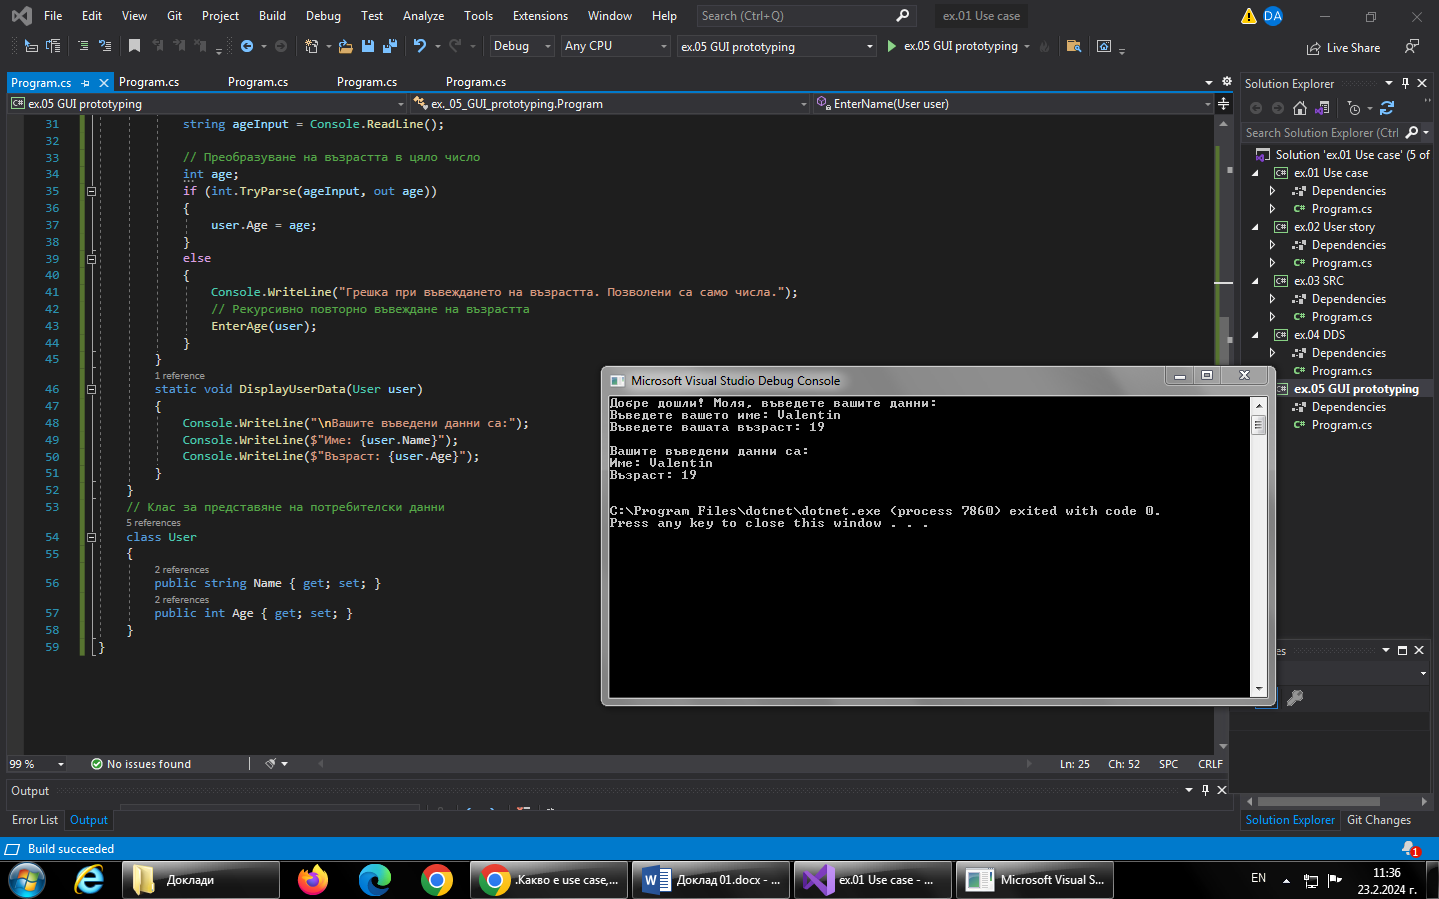 File Edit View Git Project Build Debug Test Analyze Tools Extensions Window Help Search (Ctrl+Q) ex.01 Use case DA
Debug Any CPU ex.05 GUI prototyping ex.05 GUI prototyping Live Share
Program.cs Program.cs Program.cs Program.cs Program.cs
ex.05 GUI prototyping ex._05_GUI_prototyping.Program EnterName(User user)
31 string ageInput = Console.ReadLine();
32
33 // Преобразуване на възрастта в цяло число
34 int age;
35 if (int.TryParse(ageInput, out age))
36 {
37 user.Age = age;
38 }
39 else
40 {
41 Console.WriteLine("Грешка при въвеждането на възрастта. Позволени са само числа.");
42 // Рекурсивно повторно въвеждане на възрастта
43 EnterAge(user);
44 }
45 }
1 reference
46 static void DisplayUserData(User user)
47 {
48 Console.WriteLine("\nВашите въведени данни са:");
49 Console.WriteLine($"Име: {user.Name}");
50 Console.WriteLine($"Възраст: {user.Age}");
51 }
52 }
53 // Клас за представяне на потребителски данни
5 references
54 class User
55 {
2 references
56 public string Name { get; set; }
2 references
57 public int Age { get; set; }
58 }
59 }
Microsoft Visual Studio Debug Console
Добре дошли! Моля, въведете вашите данни:
Въведете вашето име: Valentin
Въведете вашата възраст: 19
Вашите въведени данни са:
Име: Valentin
Възраст: 19
C:\Program Files\dotnet\dotnet.exe (process 7860) exited with code 0.
Press any key to close this window . . .
Solution Explorer
Search Solution Explorer (Ctrl
Solution 'ex.01 Use case' (5 of
ex.01 Use case
Dependencies
Program.cs
ex.02 User story
Dependencies
Program.cs
ex.03 SRC
Dependencies
Program.cs
ex.04 DDS
Dependencies
Program.cs
ex.05 GUI prototyping
Dependencies
Program.cs
es
99 % No issues found Ln: 25 Ch: 52 SPC CRLF
Output
Error List Output
Solution Explorer Git Changes
Build succeeded 1
Доклади .Какво е use case,... Доклад 01.docx - ... ex.01 Use case - ... Microsoft Visual S... EN 11:36
23.2.2024 г.